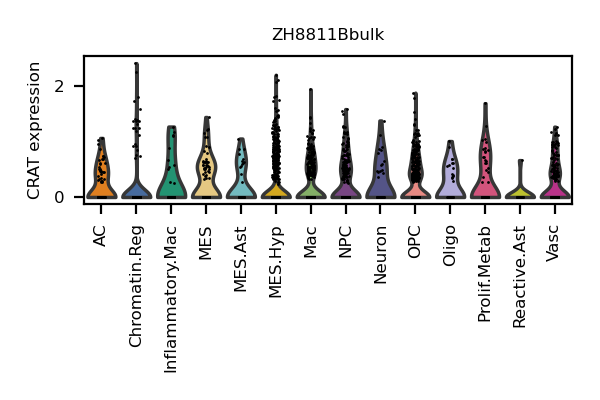 ZH8811Bbulk
CRAT expression
2
0
AC
Chromatin.Reg
Inflammatory.Mac
MES
MES.Ast
MES.Hyp
Mac
NPC
Neuron
OPC
Oligo
Prolif.Metab
Reactive.Ast
Vasc